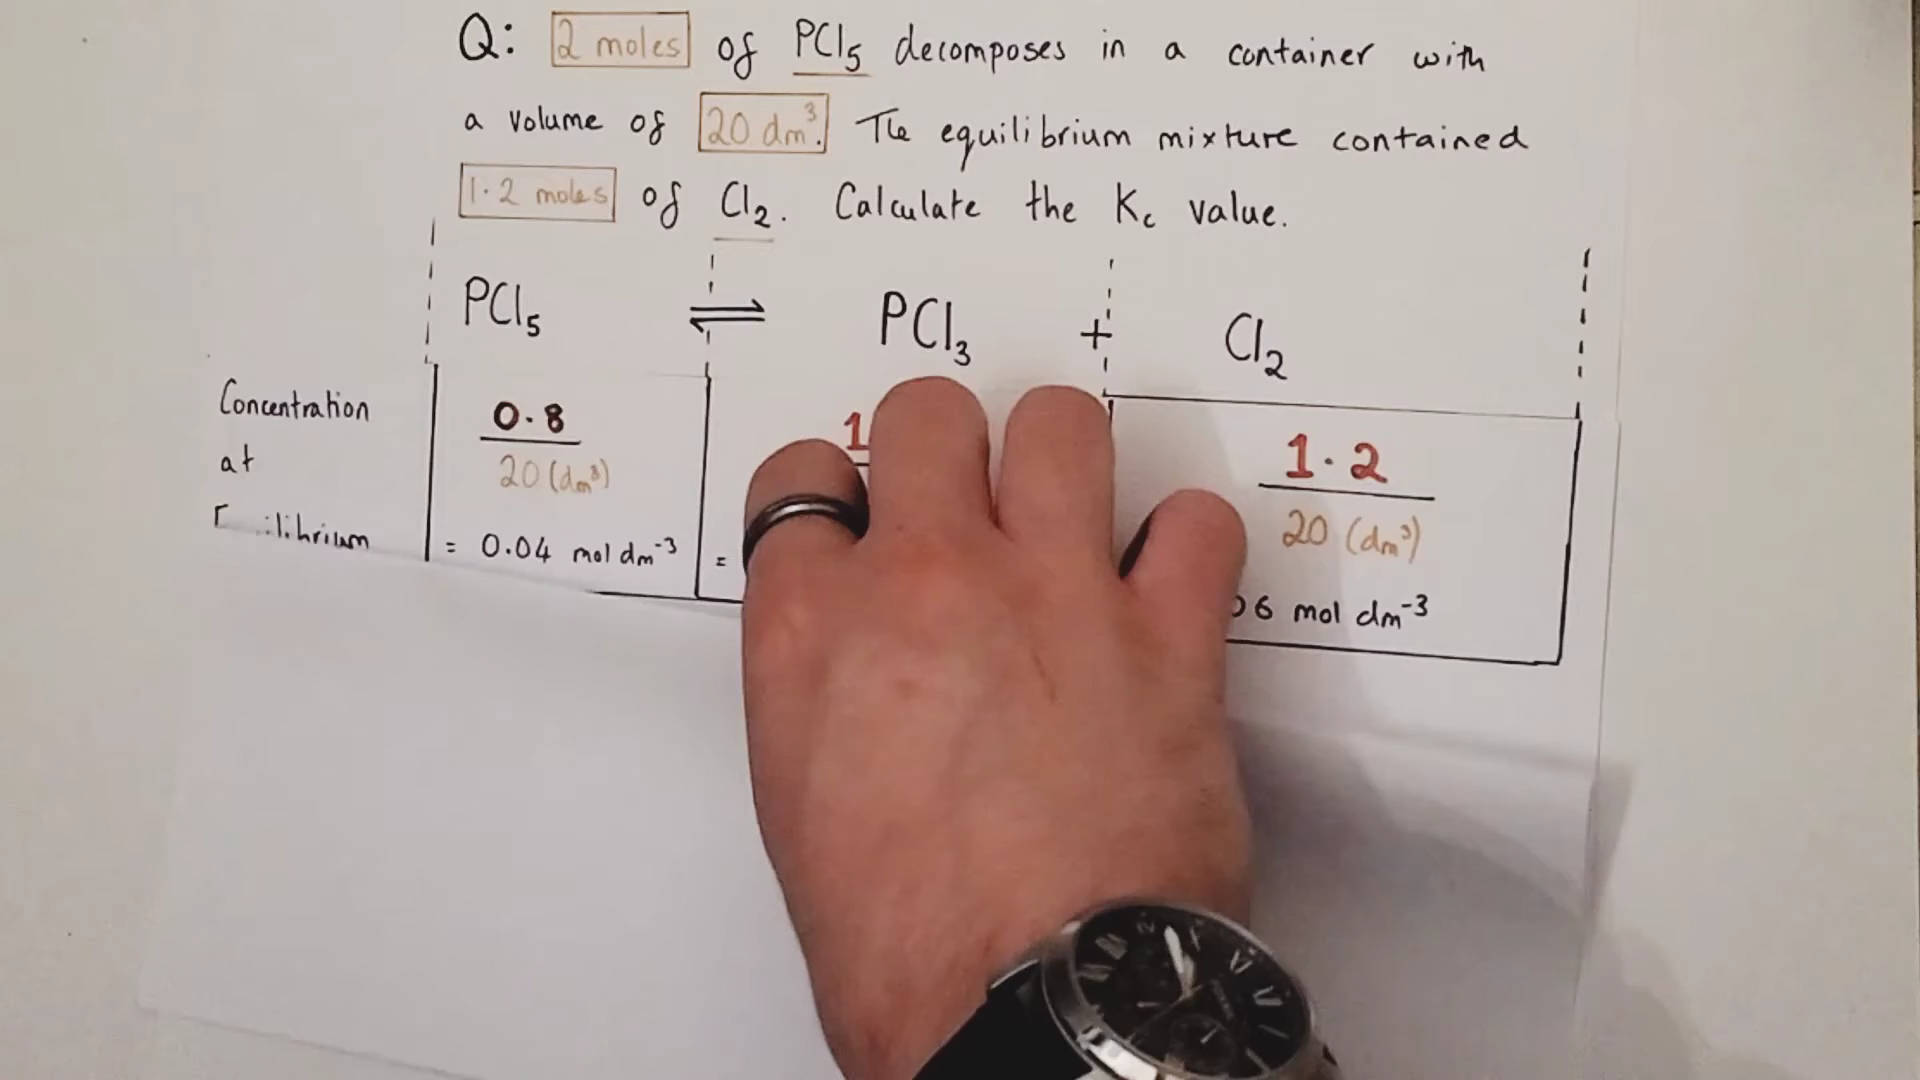 Q: 2 moles of PCl₅ decomposes in a container with
a volume of 20 dm³. The equilibrium mixture contained
1.2 moles of Cl₂. Calculate the Kc value.
PCl₅ ⇌ PCl₃ + Cl₂
Concentration
at
0.8
20 (dm³)
= 0.04 mol dm⁻³
1
=
1.2
20 (dm³)
06 mol dm⁻³